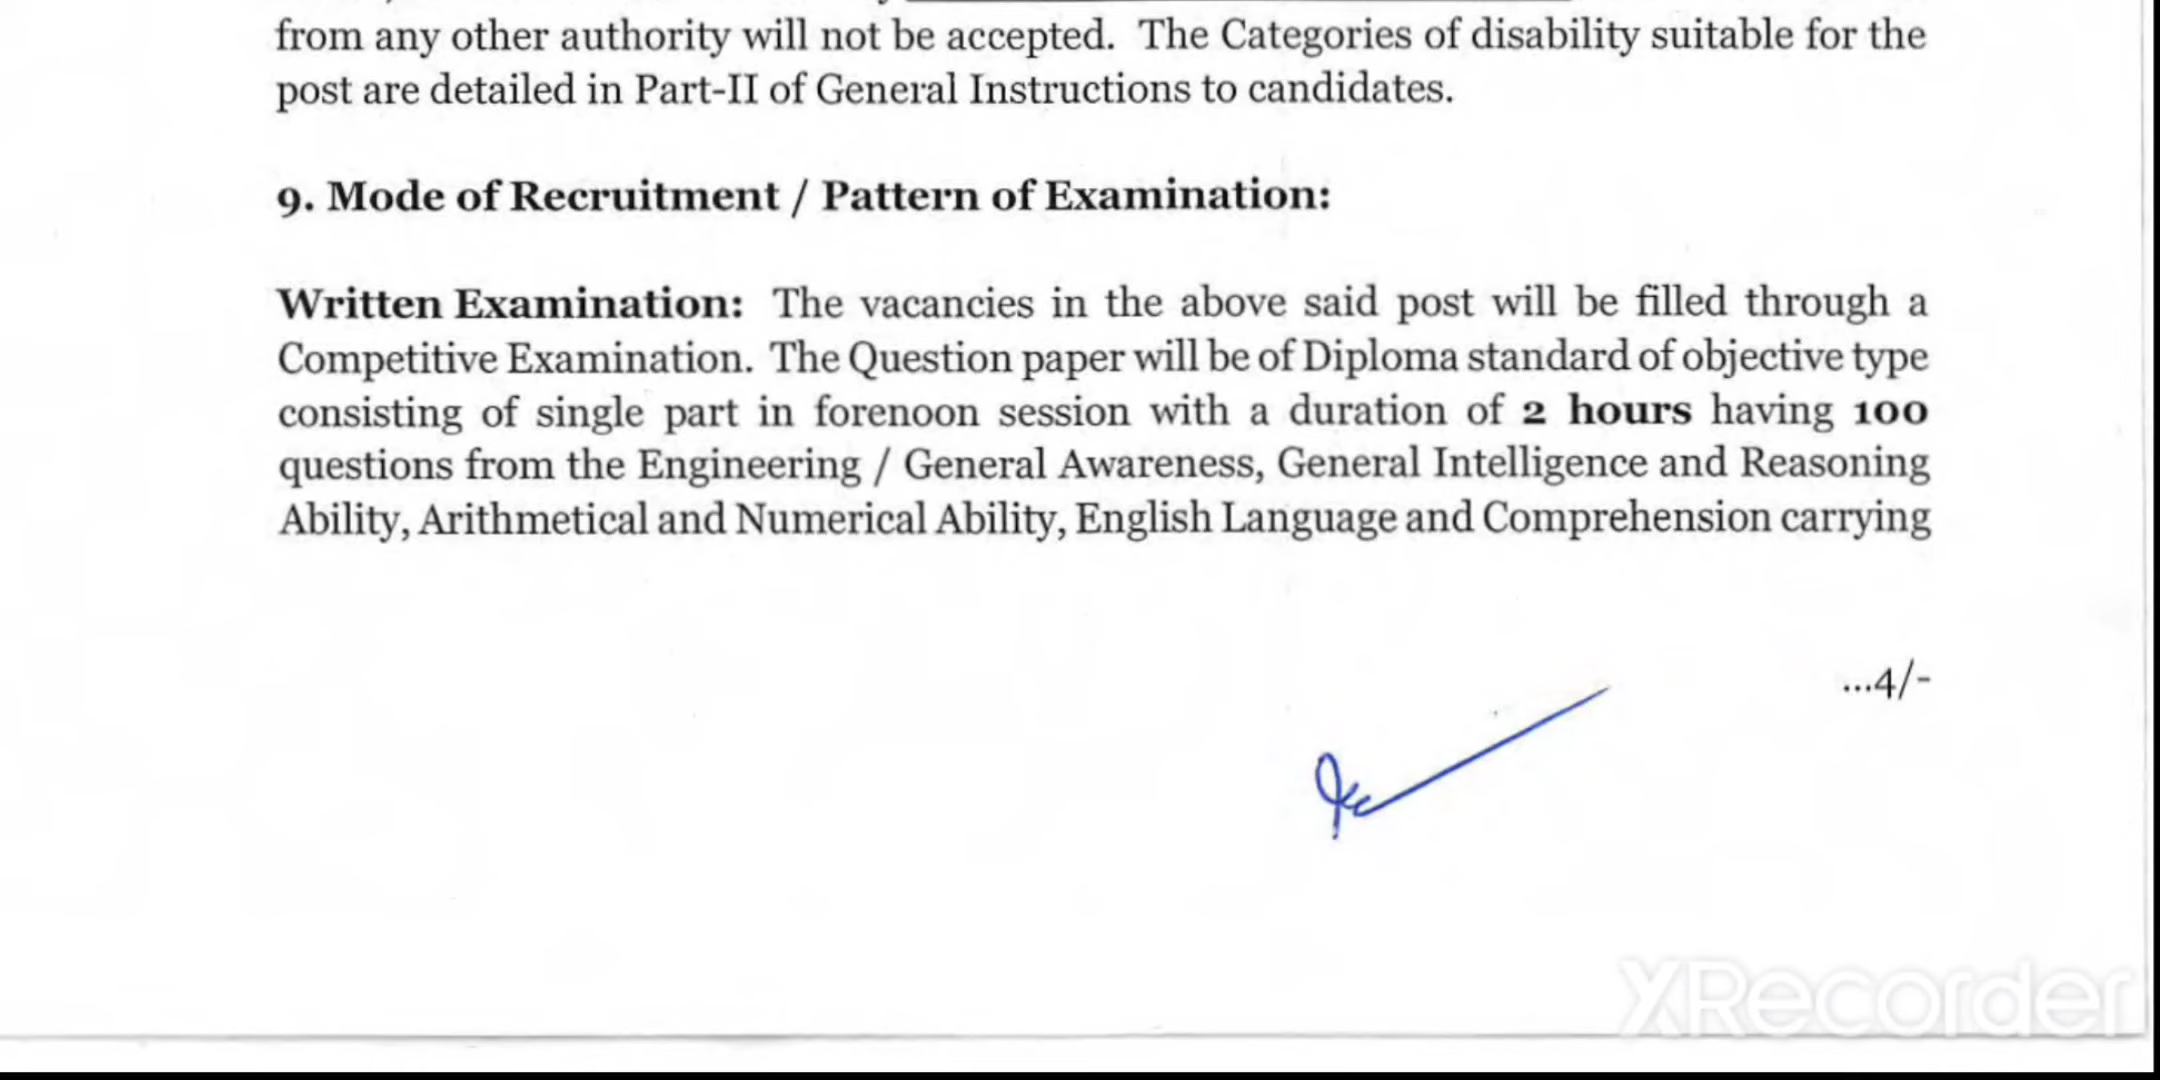 from any other authority will not be accepted. The Categories of disability suitable for the
post are detailed in Part-II of General Instructions to candidates.
9. Mode of Recruitment / Pattern of Examination:
Written Examination: The vacancies in the above said post will be filled through a
Competitive Examination. The Question paper will be of Diploma standard of objective type
consisting of single part in forenoon session with a duration of 2 hours having 100
questions from the Engineering / General Awareness, General Intelligence and Reasoning
Ability, Arithmetical and Numerical Ability, English Language and Comprehension carrying
...4/-
XRecorder